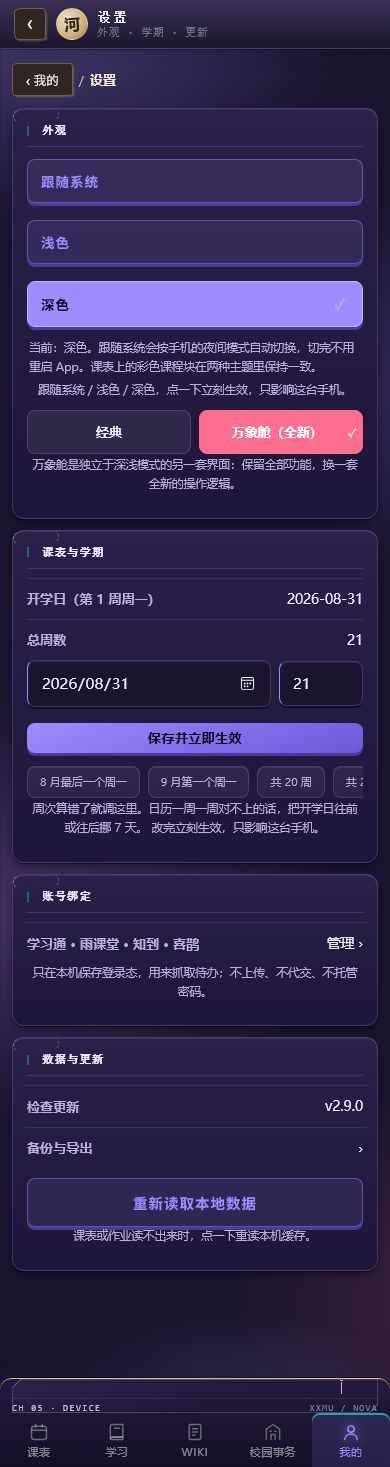 ‹ 河 设置
外观 · 学期 · 更新
‹ 我的 / 设置
外观
跟随系统
浅色
深色 ✓
当前：深色。跟随系统会按手机的夜间模式自动切换，切完不用
重启 App。课表上的彩色课程块在两种主题里保持一致。
跟随系统 / 浅色 / 深色，点一下立刻生效，只影响这台手机。
经典 万象舱（全新） ✓
万象舱是独立于深浅模式的另一套界面：保留全部功能，换一套
全新的操作逻辑。
课表与学期
开学日（第 1 周周一） 2026-08-31
总周数 21
2026/08/31 21
保存并立即生效
8 月最后一个周一 9 月第一个周一 共 20 周 共 2
周次算错了就调这里。日历一周一周对不上的话，把开学日往前
或往后挪 7 天。 改完立刻生效，只影响这台手机。
账号绑定
学习通 • 雨课堂 • 知到 • 喜鹊 管理 ›
只在本机保存登录态，用来抓取待办；不上传、不代交、不托管
密码。
数据与更新
检查更新 v2.9.0
备份与导出 ›
重新读取本地数据
课表或作业读不出来时，点一下重读本机缓存。
CH 05 · DEVICE XXMU / NOVA
课表 学习 WIKI 校园事务 我的